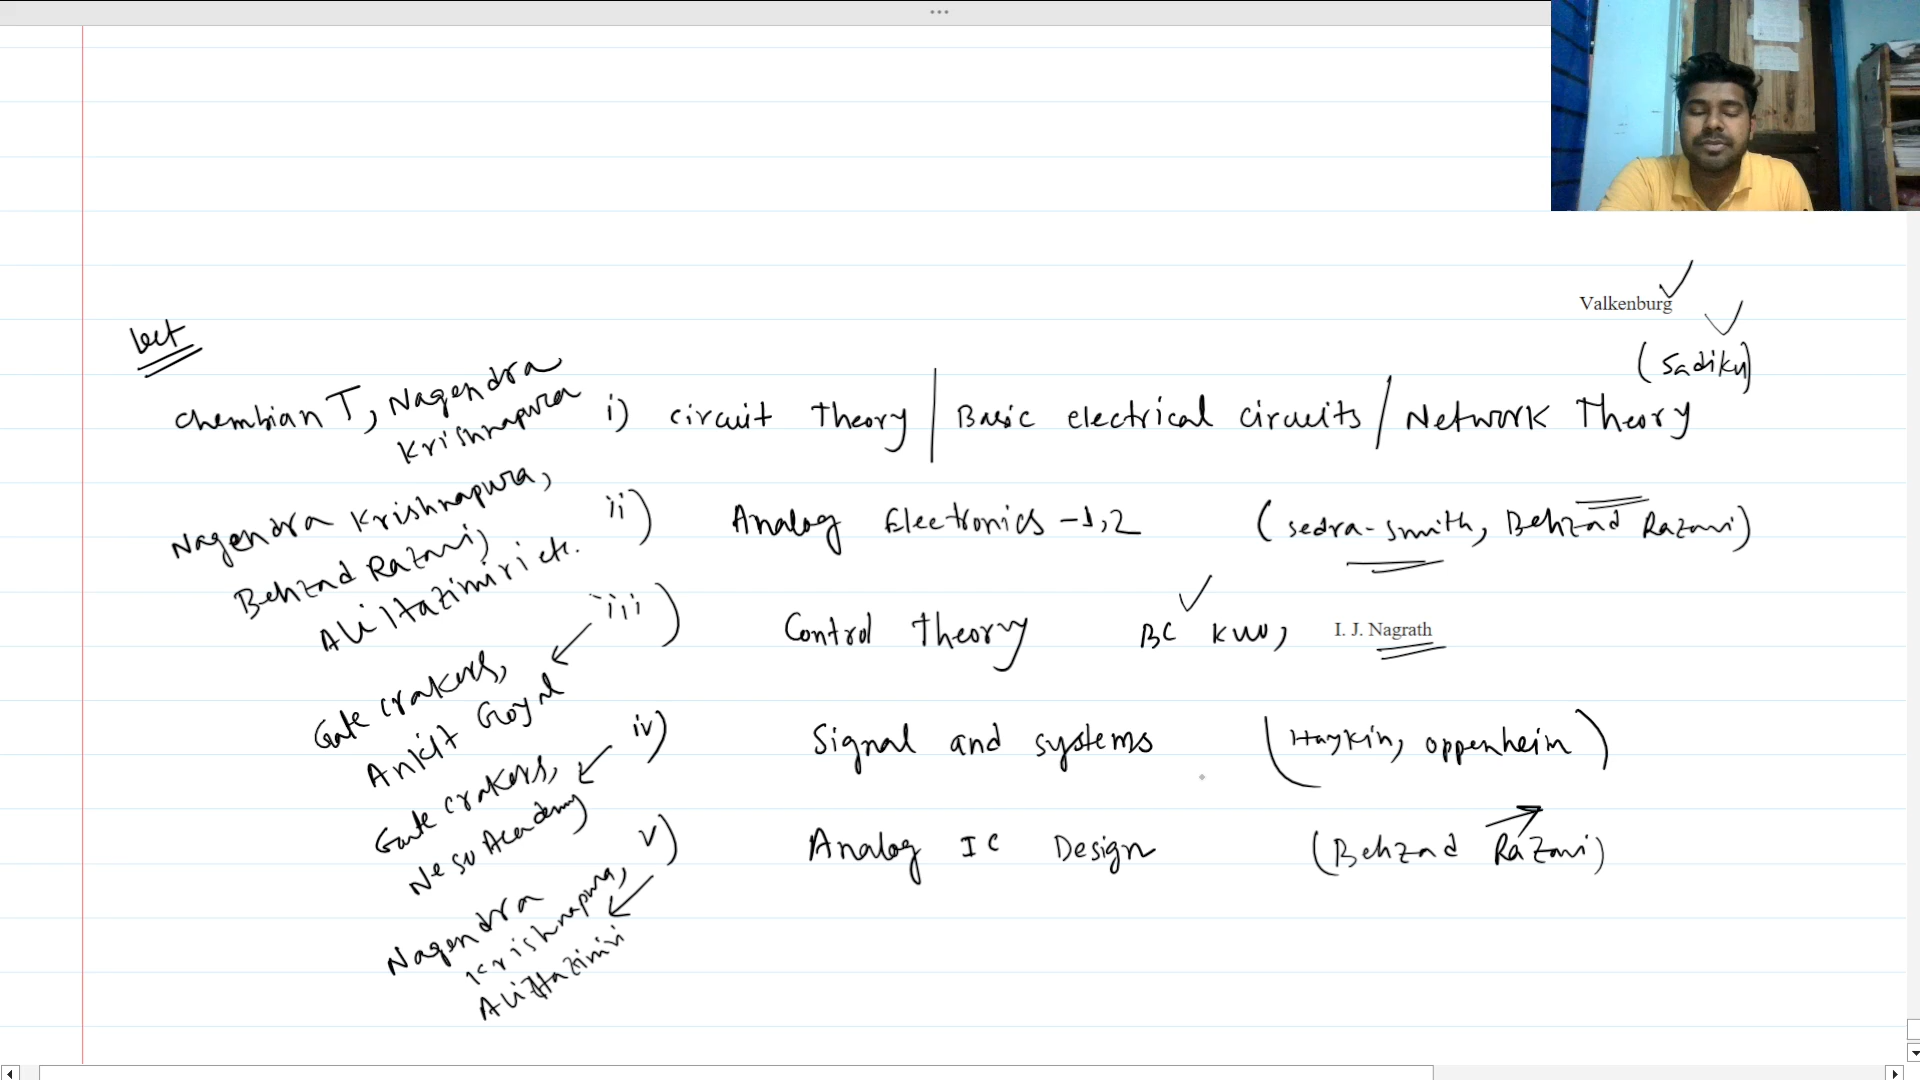 Valkenburg
(Sadiku)
Lect
Chembian T, Nagendra
Krishnapura
i) circuit Theory | Basic electrical circuits / Network Theory
Nagendra Krishnapura,
Behzad Razavi,
Ali Hazimiri etc.
ii) Analog Electronics -1,2 (sedra-smith, Behzad Razavi)
iii) Control Theory BC KUO, I. J. Nagrath
Gate crakers,
Ankit Goyal
iv) Signal and systems (Haykin, oppenheim)
Gate crakers,
Neso Academy
v) Analog IC Design (Behzad Razavi)
Nagendra
Krishnapura,
Ali Hazimiri